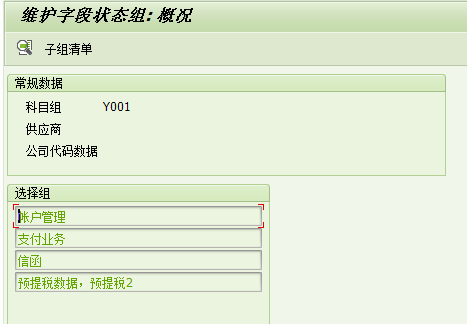 维护字段状态组: 概况
子组清单
常规数据
科目组 Y001
供应商
公司代码数据
选择组
帐户管理
支付业务
信函
预提税数据, 预提税2